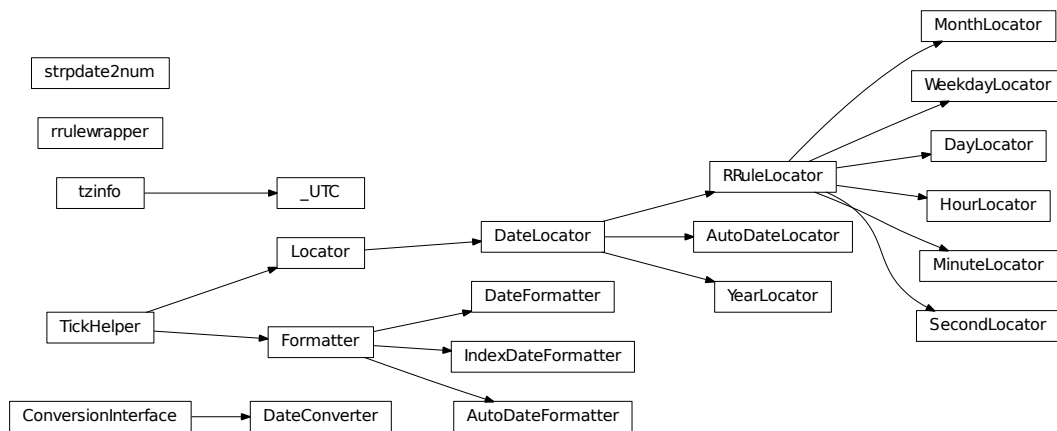 strpdate2num
rrulewrapper
tzinfo
_UTC
TickHelper
Locator
Formatter
DateLocator
DateFormatter
IndexDateFormatter
AutoDateFormatter
RRuleLocator
AutoDateLocator
YearLocator
MonthLocator
WeekdayLocator
DayLocator
HourLocator
MinuteLocator
SecondLocator
ConversionInterface
DateConverter